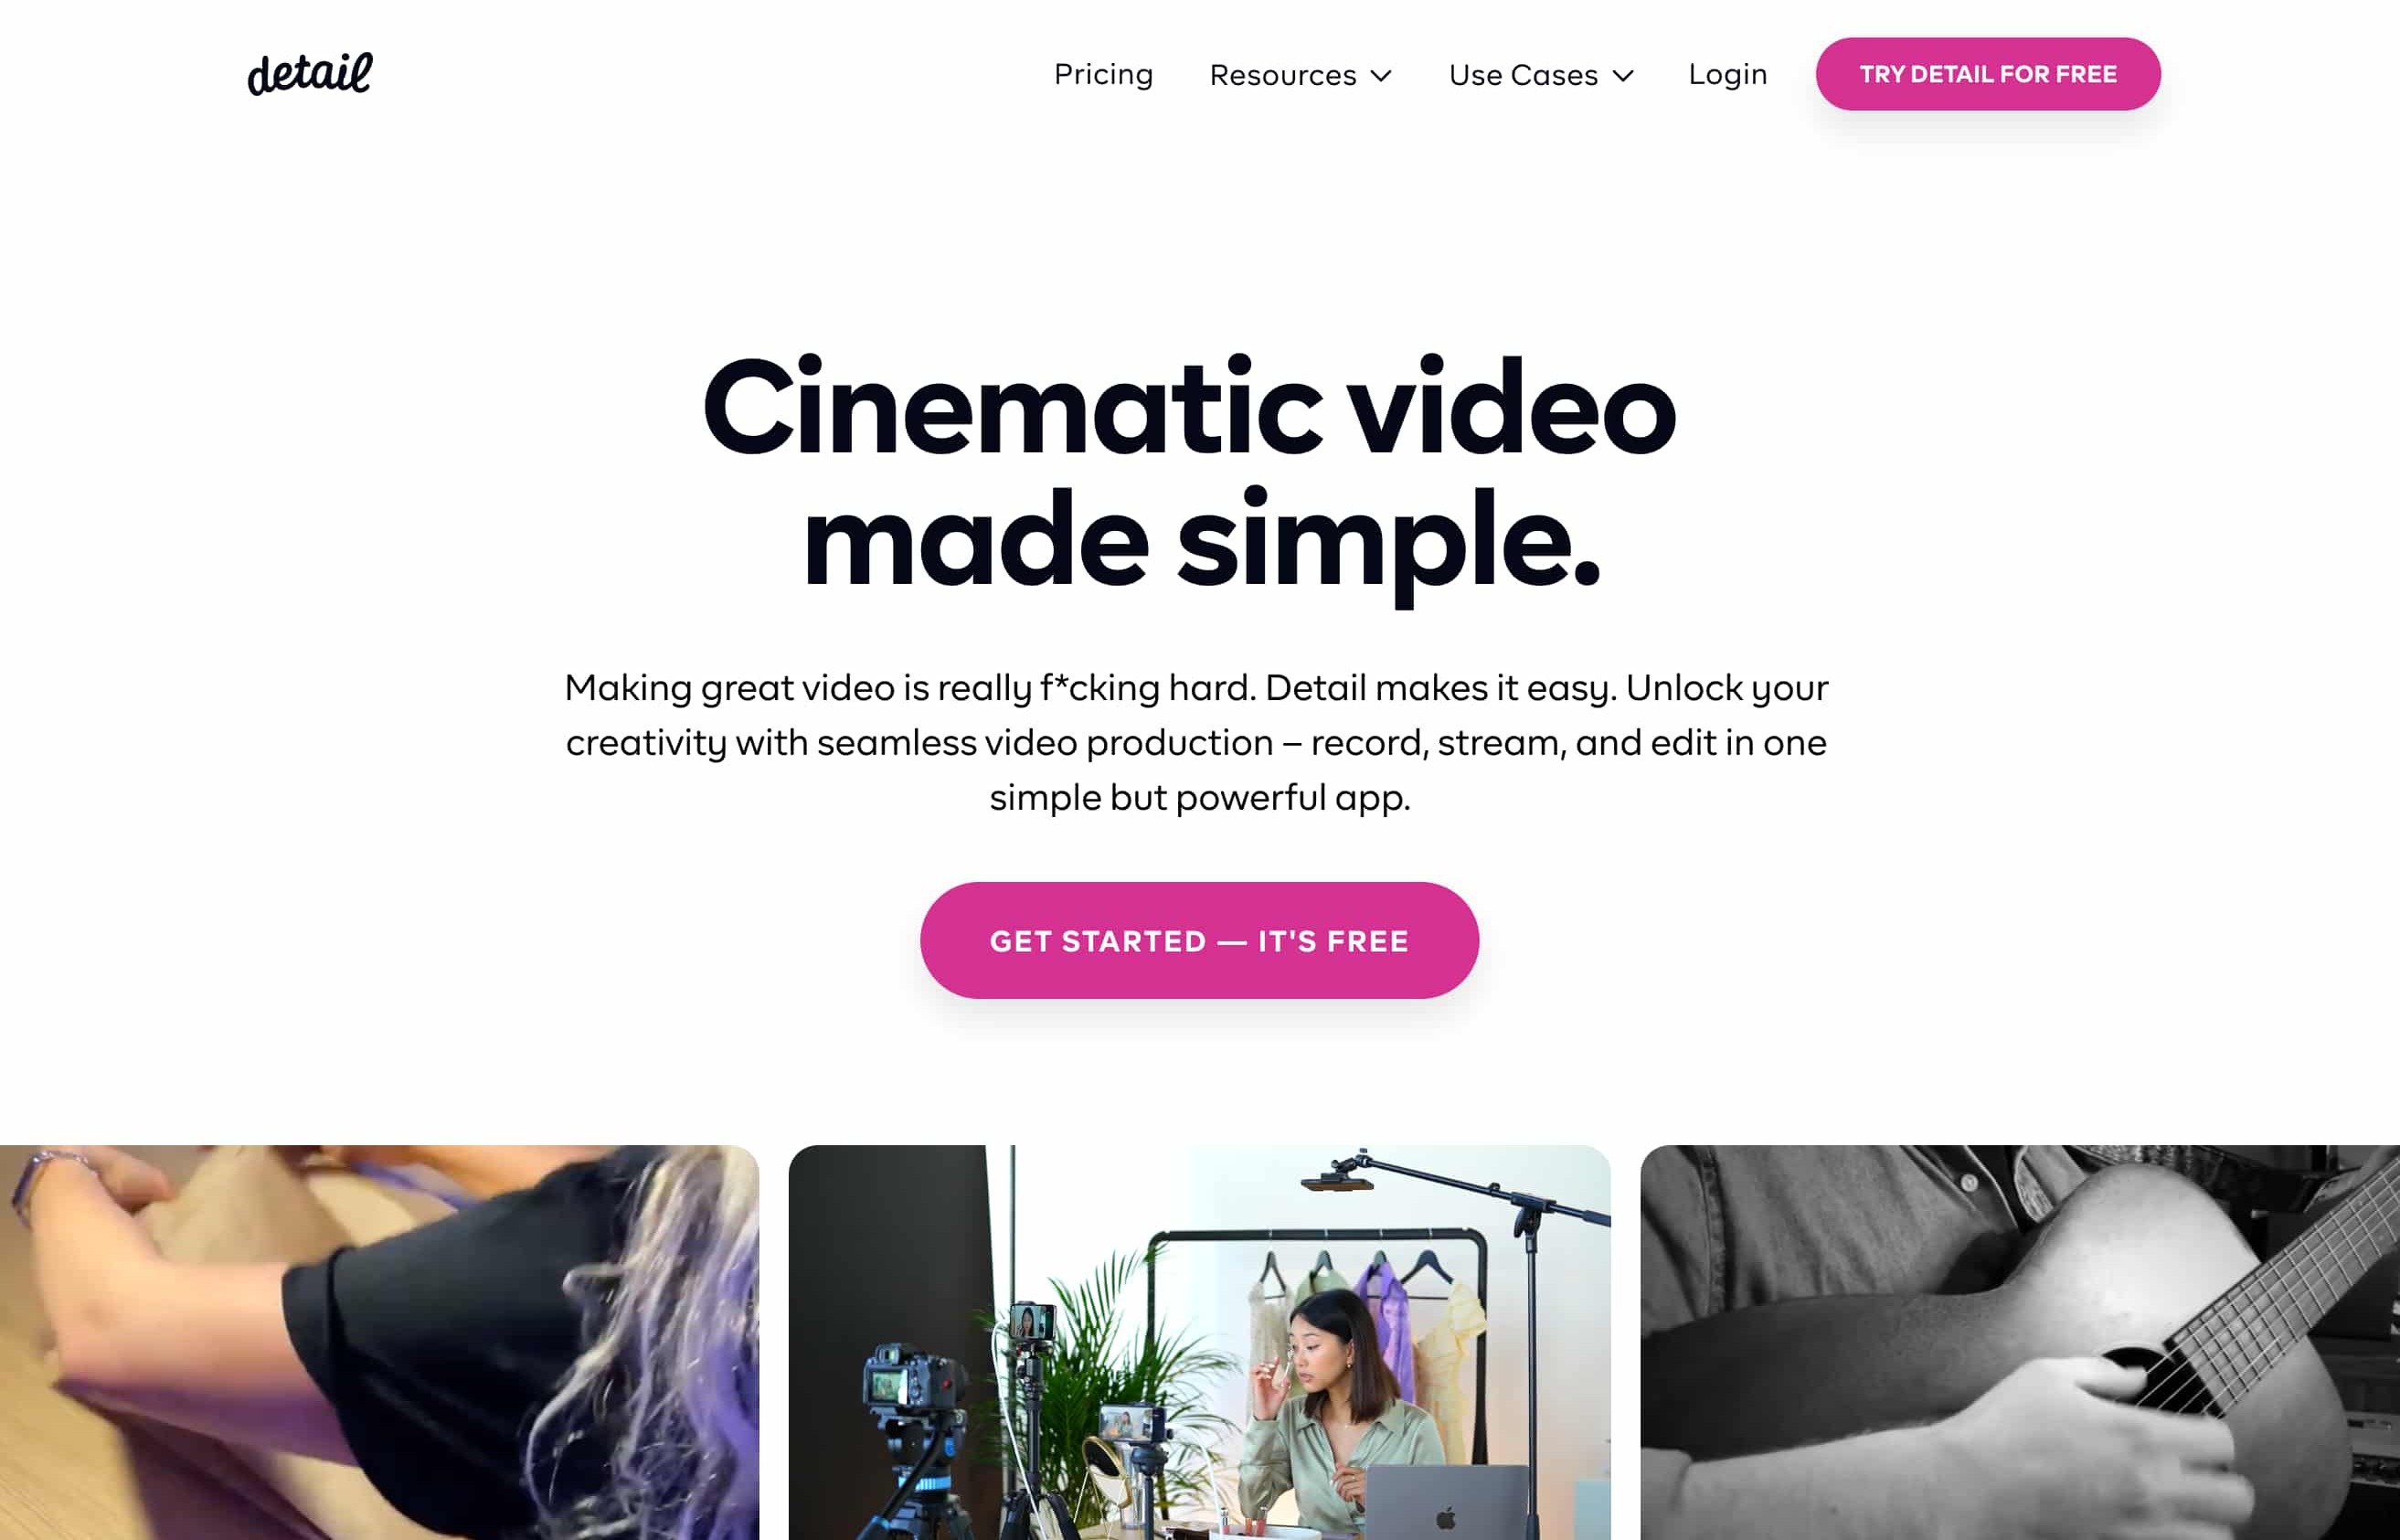 detail
Pricing
Resources
Use Cases
Login
TRY DETAIL FOR FREE
Cinematic video
made simple.
Making great video is really f*cking hard. Detail makes it easy. Unlock your
creativity with seamless video production – record, stream, and edit in one
simple but powerful app.
GET STARTED — IT'S FREE